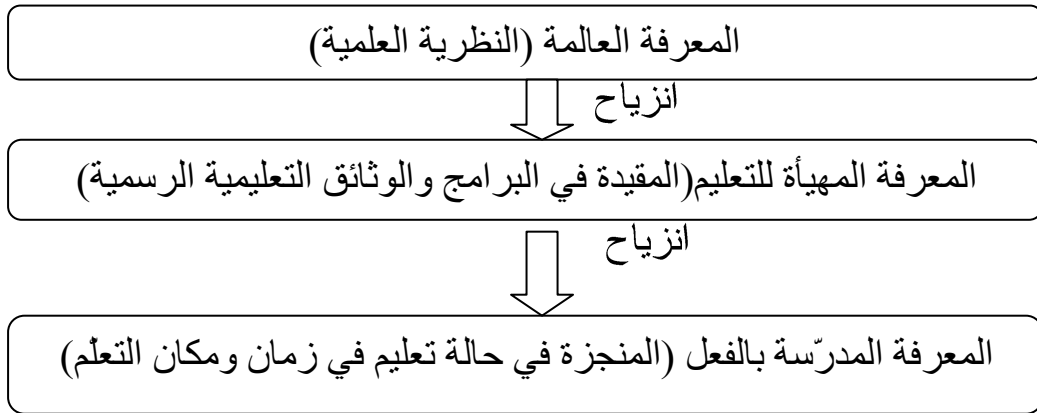 المعرفة العالمة (النظرية العلمية)
انزياح
المعرفة المهيأة للتعليم(المقيدة في البرامج والوثائق التعليمية الرسمية)
انزياح
المعرفة المدرّسة بالفعل (المنجزة في حالة تعليم في زمان ومكان التعلّم)